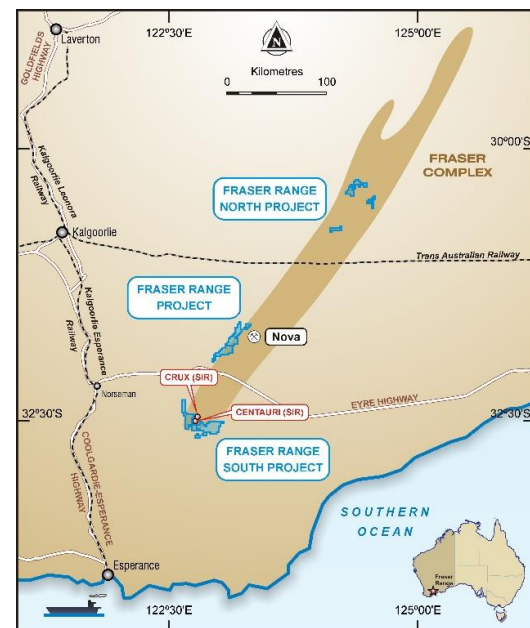 122°30'E
125°00'E
Laverton
GOLDFIELDS
HIGHWAY
N
Kilometres
0
100
30°00'S
FRASER
COMPLEX
Kalgoorlie Leonora
Railway
FRASER RANGE
NORTH PROJECT
Kalgoorlie
Trans Australian Railway
FRASER RANGE
PROJECT
Kalgoorlie Esperance
Railway
Nova
CRUX (SIR)
Norseman
CENTAURI (SIR)
EYRE HIGHWAY
32°30'S
32°30'S
FRASER RANGE
SOUTH PROJECT
COOLGARDIE-ESPERANCE
HIGHWAY
SOUTHERN
OCEAN
Esperance
Fraser
Range
122°30'E
125°00'E